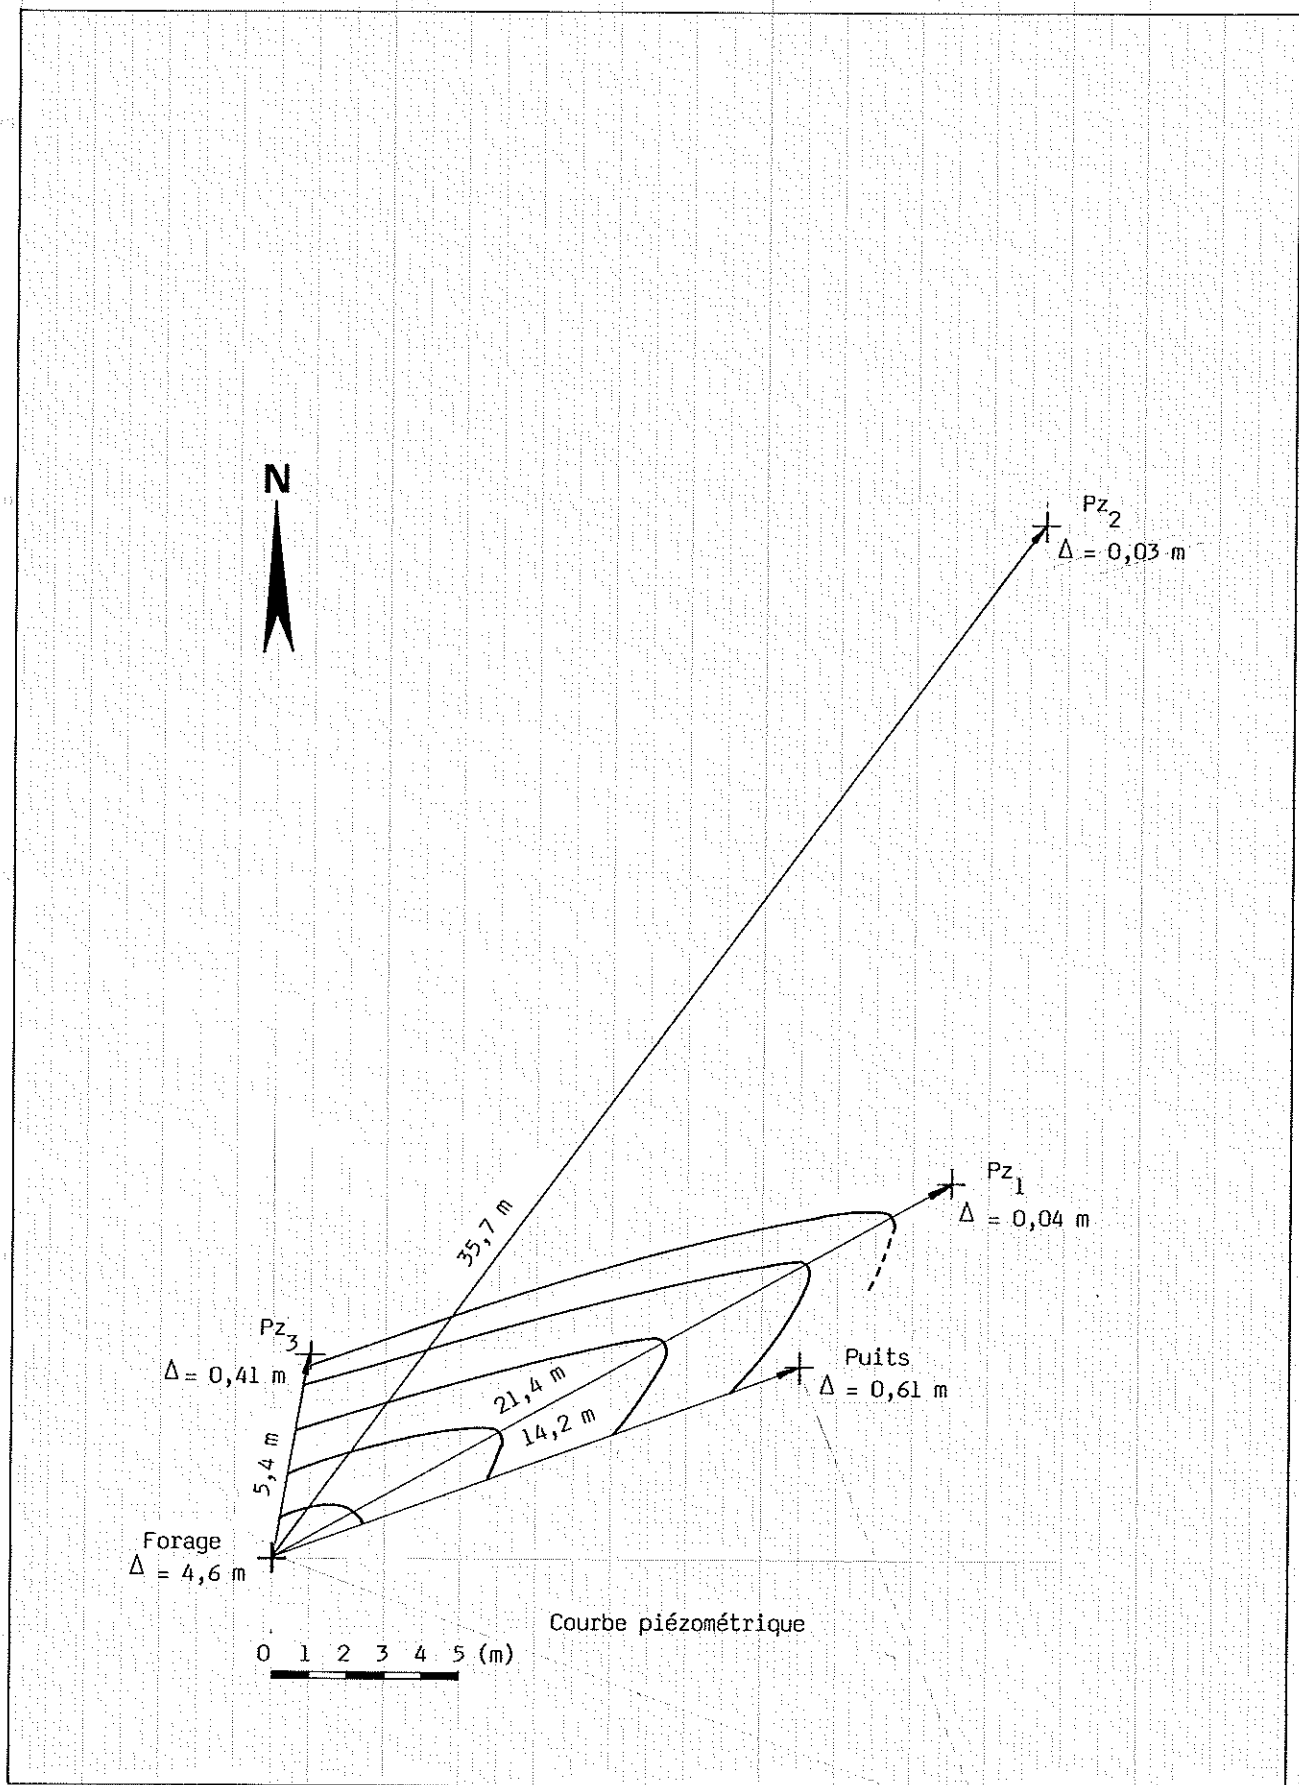 N
Pz2
Δ = 0,03 m
35,7 m
Pz1
Δ = 0,04 m
Pz3
Δ = 0,41 m
Puits
Δ = 0,61 m
21,4 m
14,2 m
5,4 m
Forage
Δ = 4,6 m
Courbe piézométrique
0 1 2 3 4 5 (m)